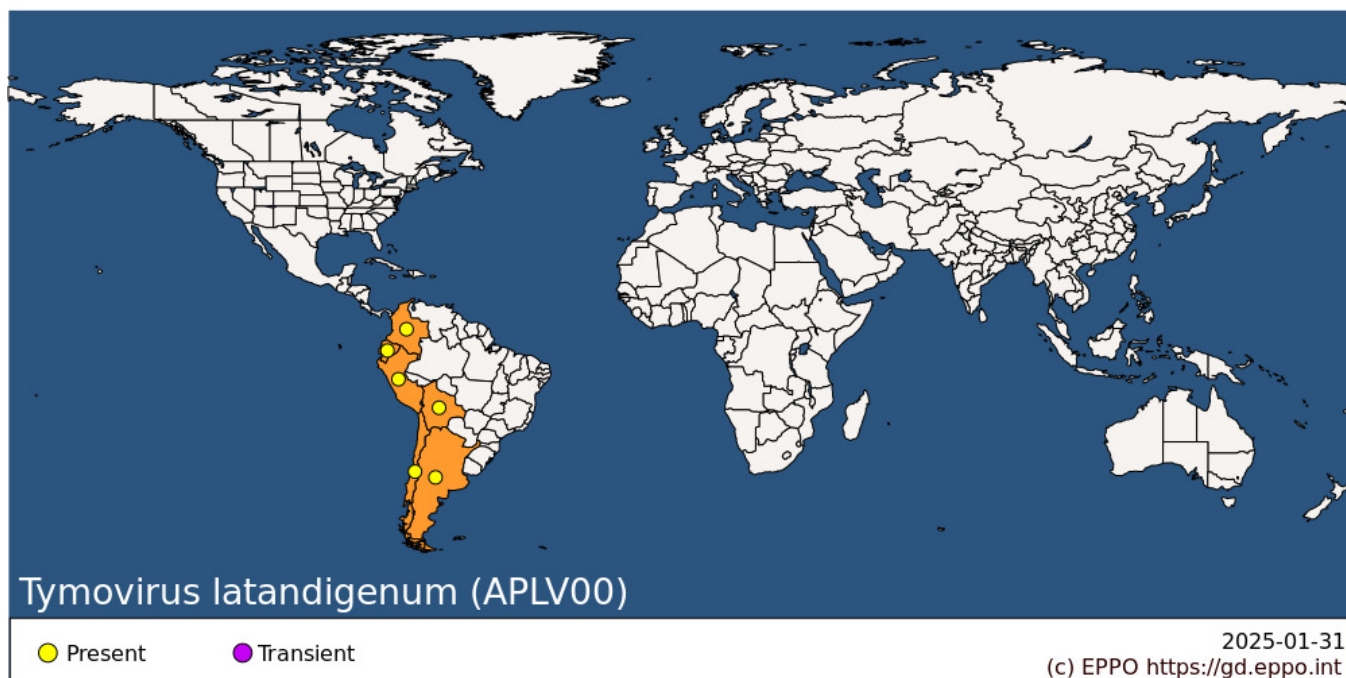 Tymovirus latandigenum (APLV00)
Present
Transient
2025-01-31
(c) EPPO https://gd.eppo.int